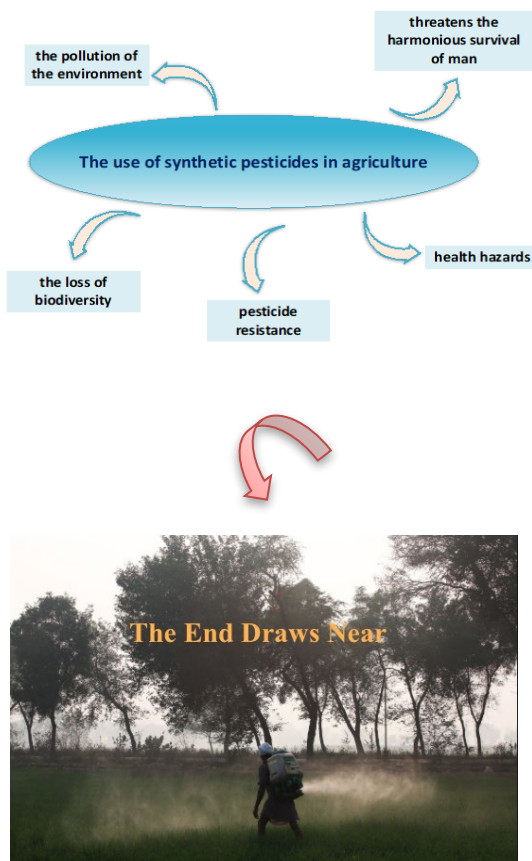 threatens the
harmonious survival
of man
the pollution of
the environment
The use of synthetic pesticides in agriculture
health hazards
the loss of
biodiversity
pesticide
resistance
The End Draws Near